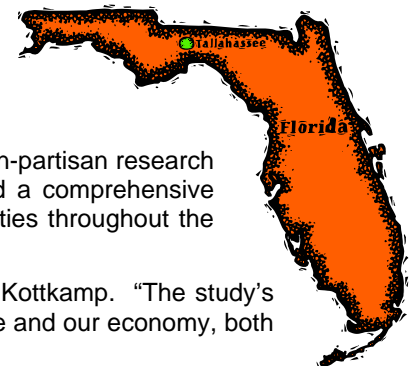 Tallahassee
Florida
n-partisan research
d a comprehensive
ties throughout the
Kottkamp. “The study’s
e and our economy, both